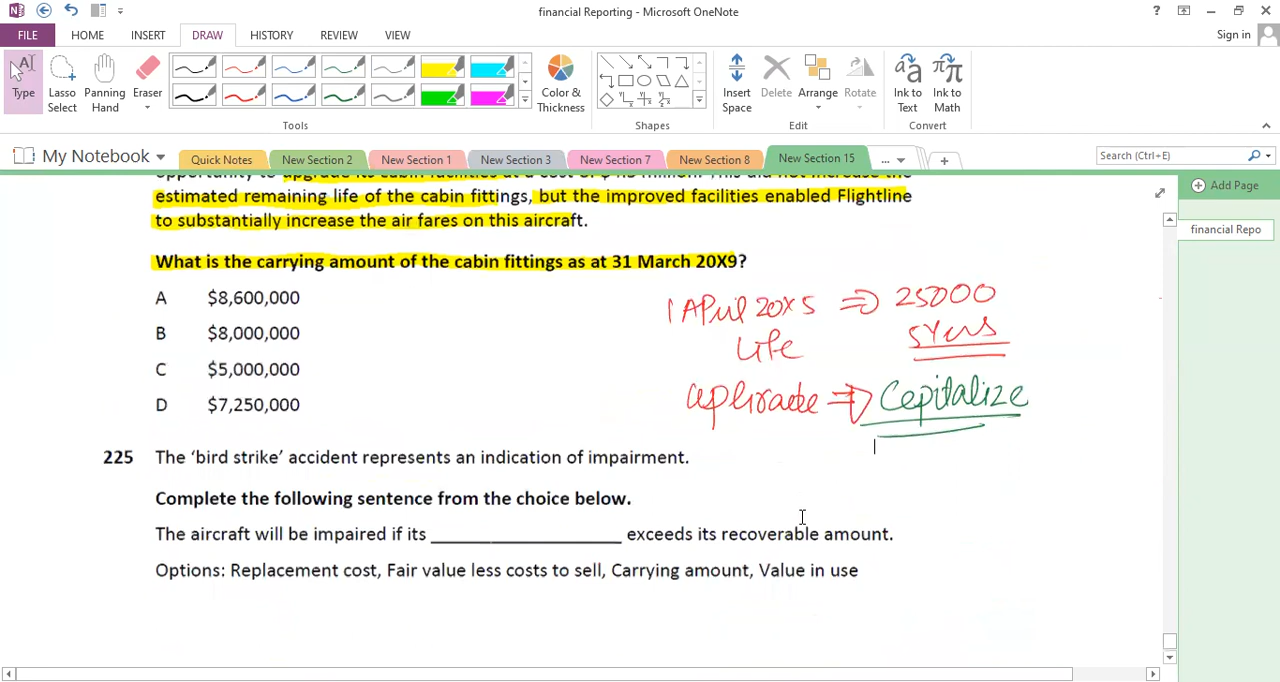 financial Reporting - Microsoft OneNote
FILE HOME INSERT DRAW HISTORY REVIEW VIEW
Sign in
Type
Lasso Select
Panning Hand
Eraser
Color & Thickness
Insert Space
Delete
Arrange
Rotate
Ink to Text
Ink to Math
Tools
Shapes
Edit
Convert
My Notebook
Quick Notes
New Section 2
New Section 1
New Section 3
New Section 7
New Section 8
New Section 15
...
Search (Ctrl+E)
Add Page
financial Repo
estimated remaining life of the cabin fittings, but the improved facilities enabled Flightline
to substantially increase the air fares on this aircraft.
What is the carrying amount of the cabin fittings as at 31 March 20X9?
A $8,600,000
B $8,000,000
C $5,000,000
D $7,250,000
1 April 20X5 ⇒ 25000
Life 5 Yers
⇒ Cepitalize
225 The ‘bird strike’ accident represents an indication of impairment.
Complete the following sentence from the choice below.
The aircraft will be impaired if its ____________________ exceeds its recoverable amount.
Options: Replacement cost, Fair value less costs to sell, Carrying amount, Value in use